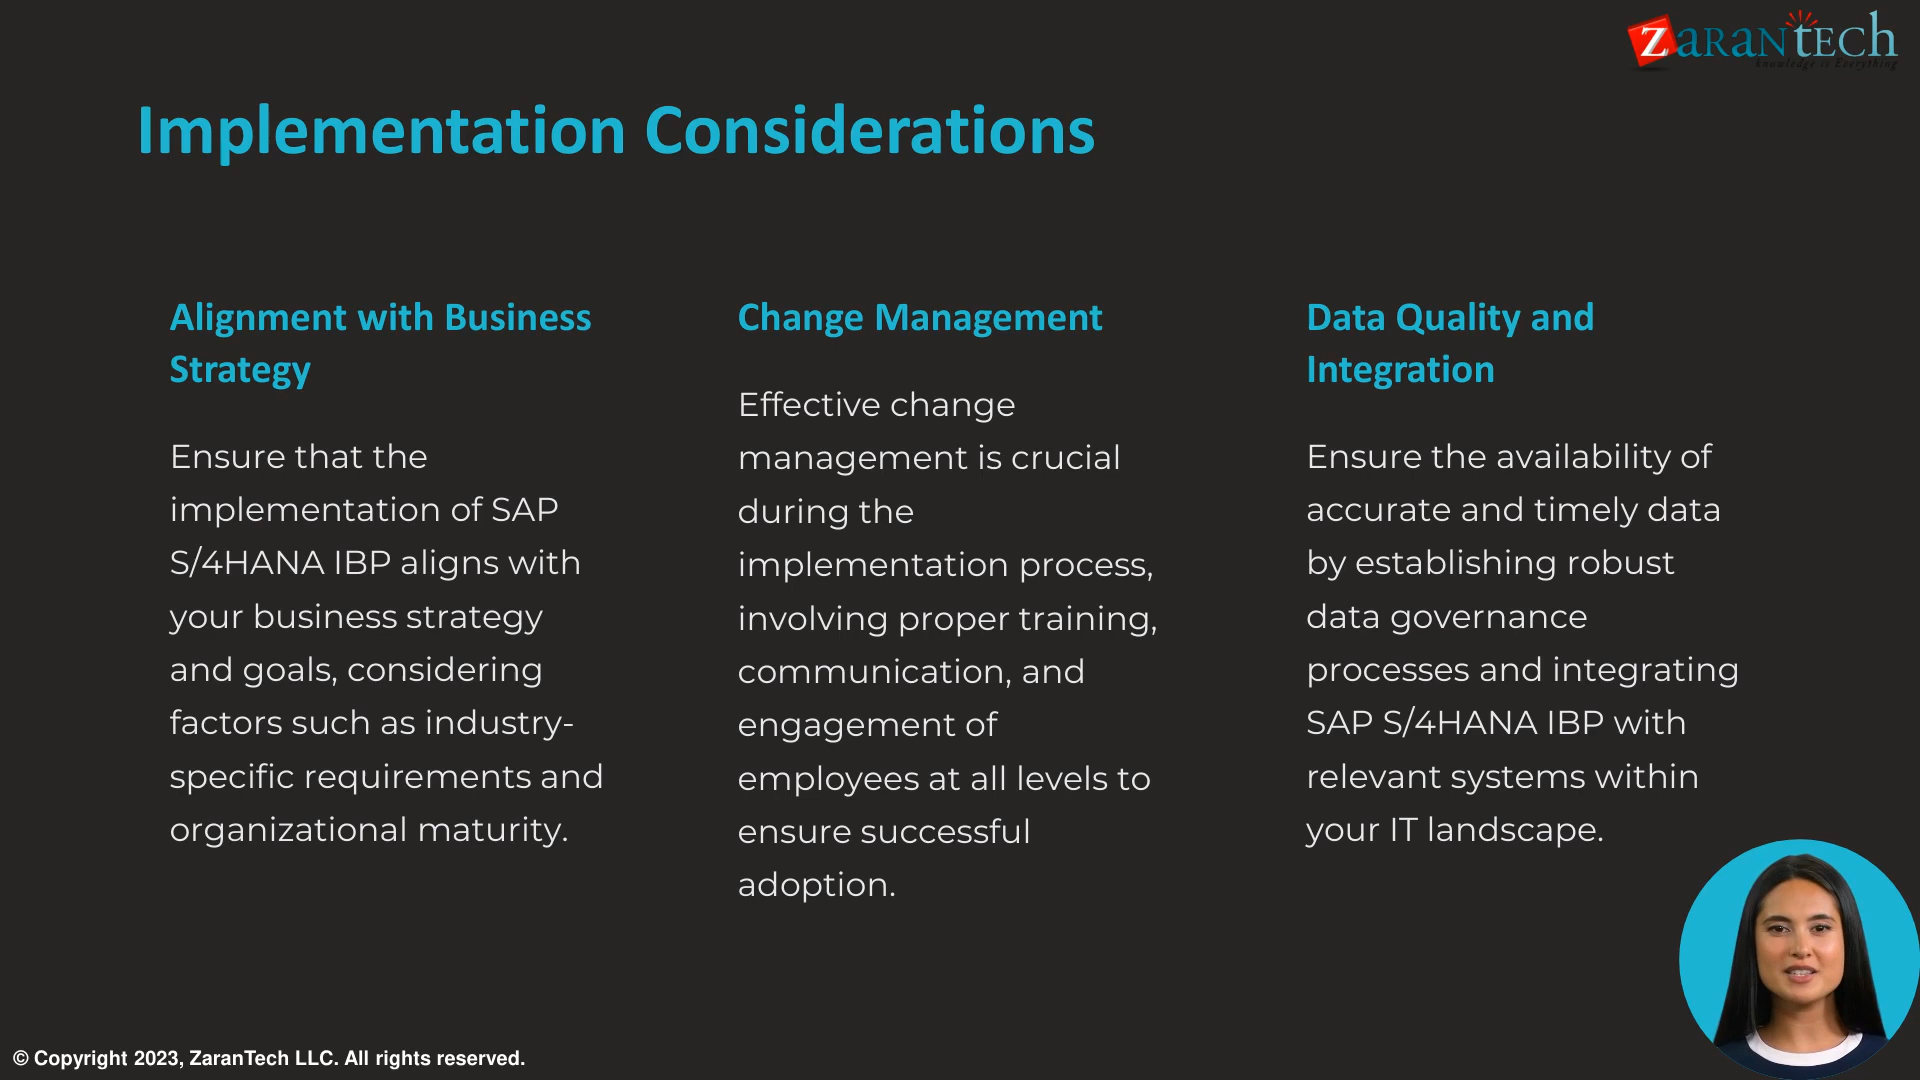 ZaranTech
knowledge is Everything
Implementation Considerations
Alignment with Business
Strategy
Ensure that the
implementation of SAP
S/4HANA IBP aligns with
your business strategy
and goals, considering
factors such as industry-
specific requirements and
organizational maturity.
Change Management
Effective change
management is crucial
during the
implementation process,
involving proper training,
communication, and
engagement of
employees at all levels to
ensure successful
adoption.
Data Quality and
Integration
Ensure the availability of
accurate and timely data
by establishing robust
data governance
processes and integrating
SAP S/4HANA IBP with
relevant systems within
your IT landscape.
© Copyright 2023, ZaranTech LLC. All rights reserved.